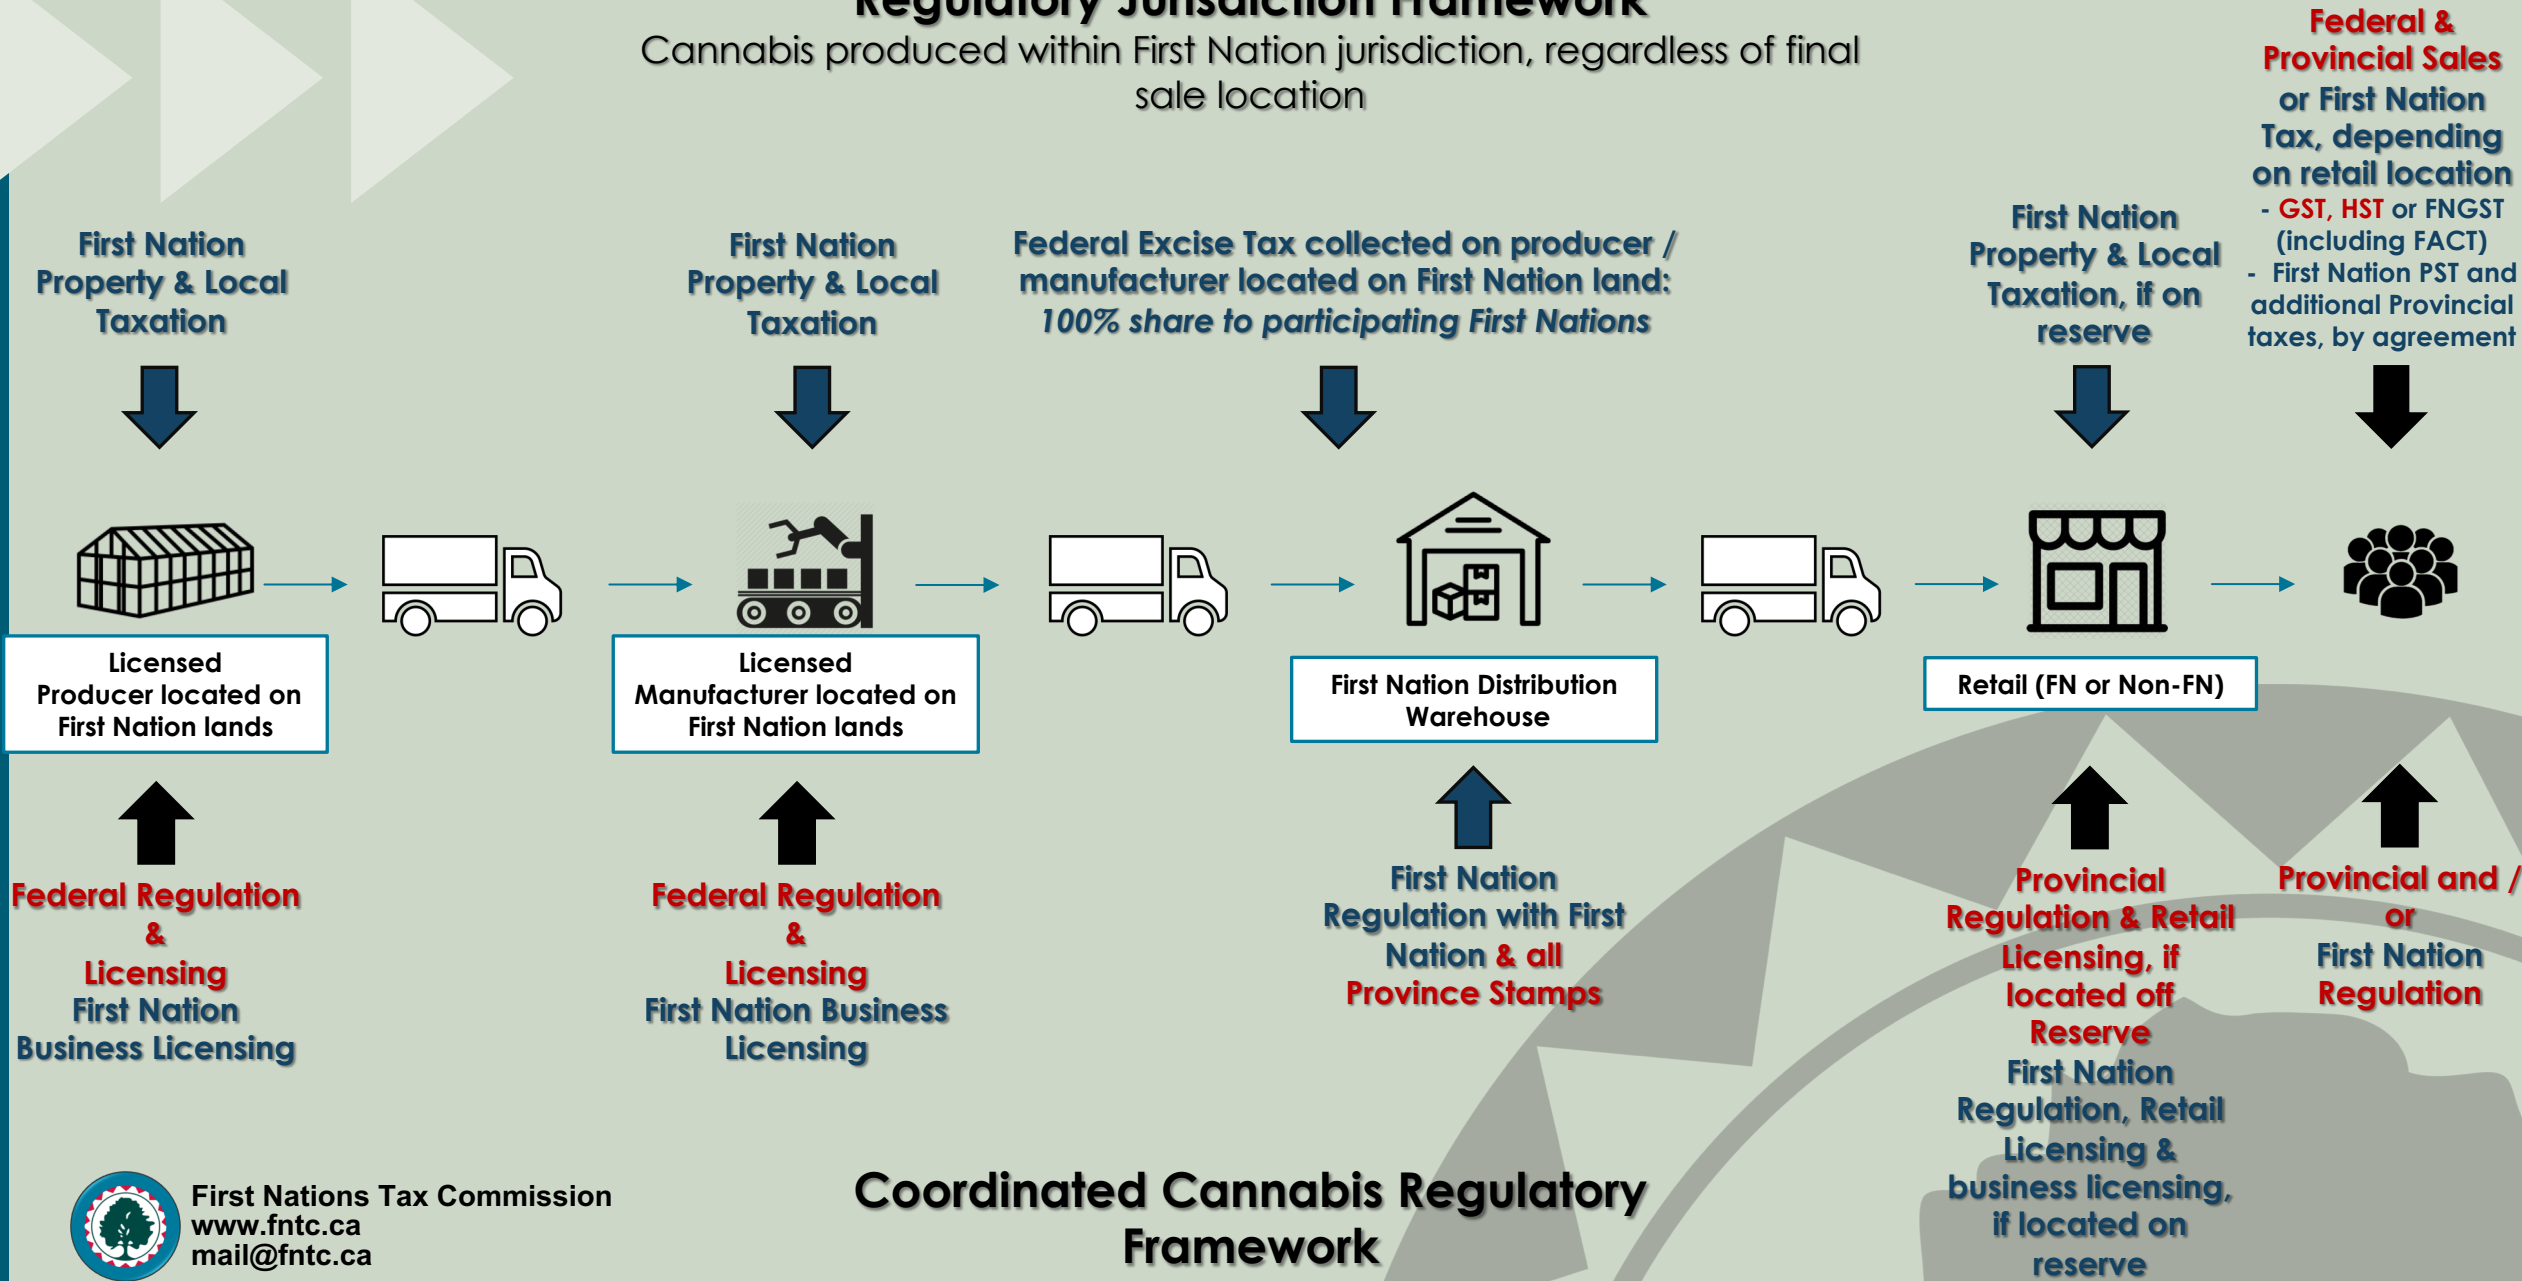 Regulatory Jurisdiction Framework
Cannabis produced within First Nation jurisdiction, regardless of final
sale location
First Nation
Property & Local
Taxation
First Nation
Property & Local
Taxation
Federal Excise Tax collected on producer /
manufacturer located on First Nation land:
100% share to participating First Nations
First Nation
Property & Local
Taxation, if on
reserve
Federal &
Provincial Sales
or First Nation
Tax, depending
on retail location
- GST, HST or FNGST
(including FACT)
- First Nation PST and
additional Provincial
taxes, by agreement
Licensed
Producer located on
First Nation lands
Licensed
Manufacturer located on
First Nation lands
First Nation Distribution
Warehouse
Retail (FN or Non-FN)
Federal Regulation
&
Licensing
First Nation
Business Licensing
Federal Regulation
&
Licensing
First Nation Business
Licensing
First Nation
Regulation with First
Nation & all
Province Stamps
Provincial
Regulation & Retail
Licensing, if
located off
Reserve
First Nation
Regulation, Retail
Licensing &
business licensing,
if located on
reserve
Provincial and /
or
First Nation
Regulation
First Nations Tax Commission
www.fntc.ca
mail@fntc.ca
Coordinated Cannabis Regulatory
Framework